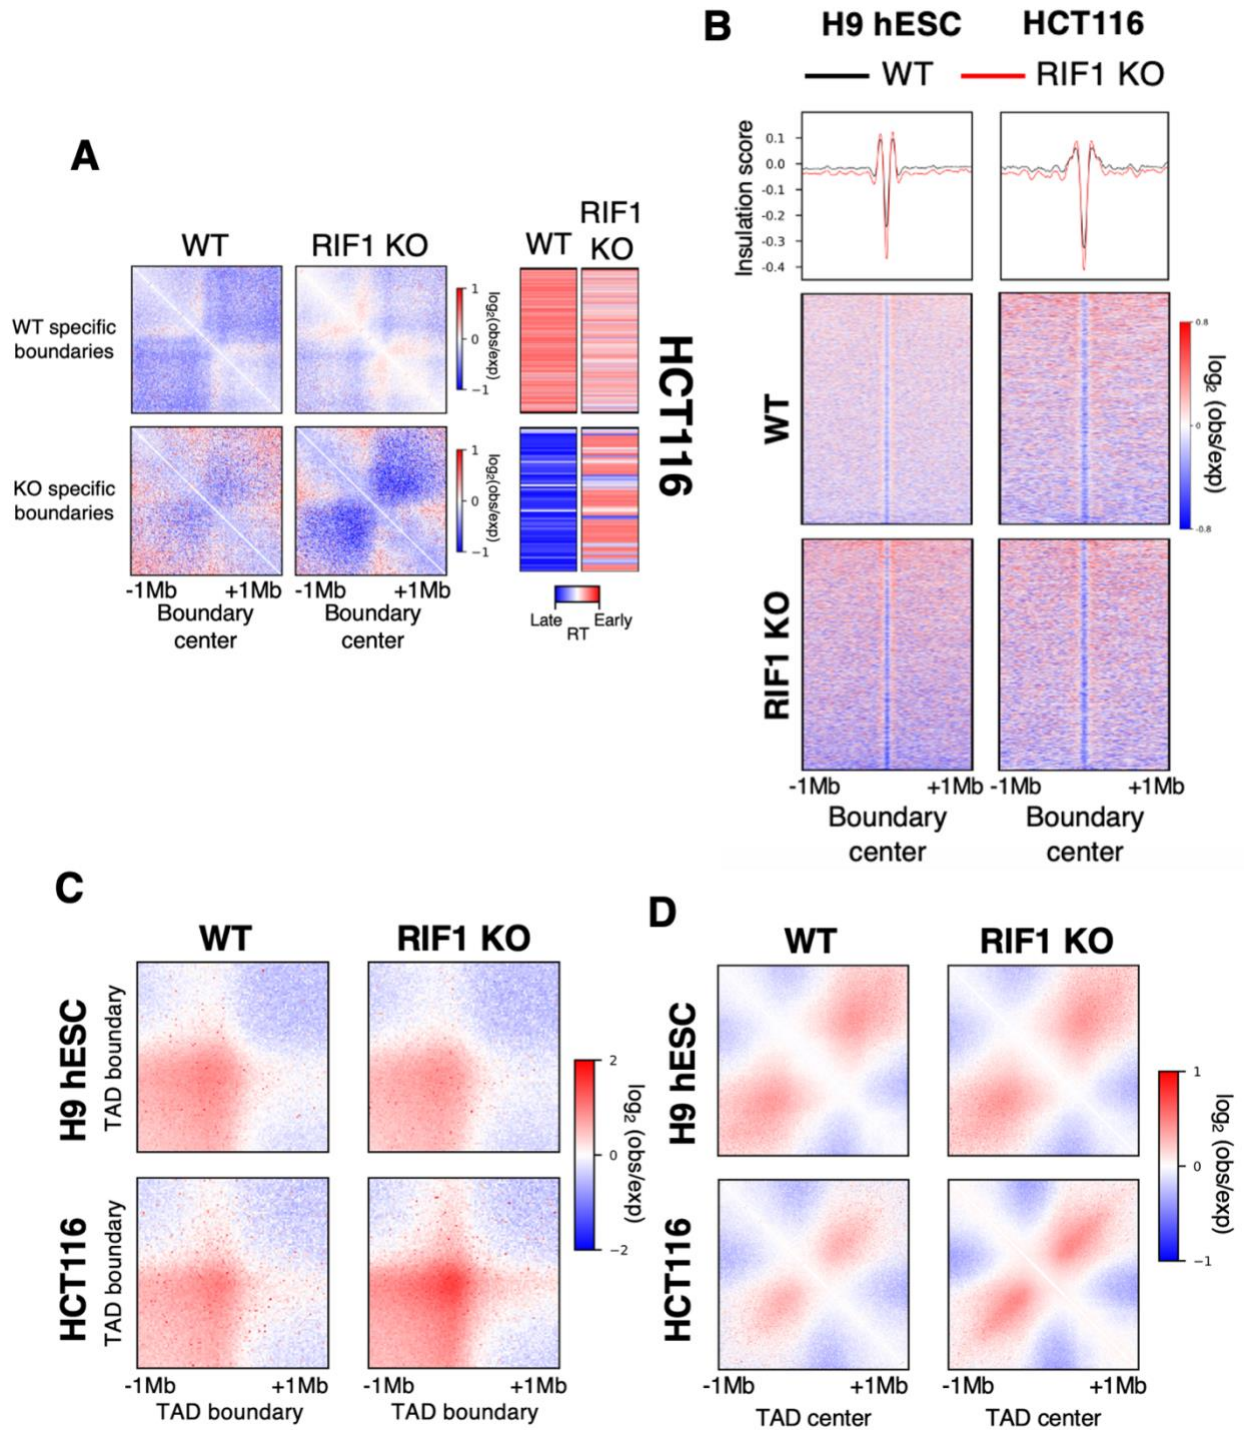 A
WT
RIF1 KO
WT
RIF1
KO
WT specific
boundaries
1
0
−1
log₂(obs/exp)
KO specific
boundaries
1
0
−1
log₂(obs/exp)
HCT116
-1Mb
+1Mb
Boundary
center
-1Mb
+1Mb
Boundary
center
Late
Early
RT
B
H9 hESC
HCT116
WT
RIF1 KO
Insulation score
0.1
0.0
-0.1
-0.2
-0.3
-0.4
WT
RIF1 KO
0.8
0
-0.8
log₂ (obs/exp)
-1Mb
+1Mb
-1Mb
+1Mb
Boundary
center
Boundary
center
C
WT
RIF1 KO
H9 hESC
TAD boundary
HCT116
TAD boundary
2
0
−2
log₂ (obs/exp)
-1Mb
+1Mb
TAD boundary
-1Mb
+1Mb
TAD boundary
D
WT
RIF1 KO
H9 hESC
HCT116
1
0
−1
log₂ (obs/exp)
-1Mb
+1Mb
TAD center
-1Mb
+1Mb
TAD center